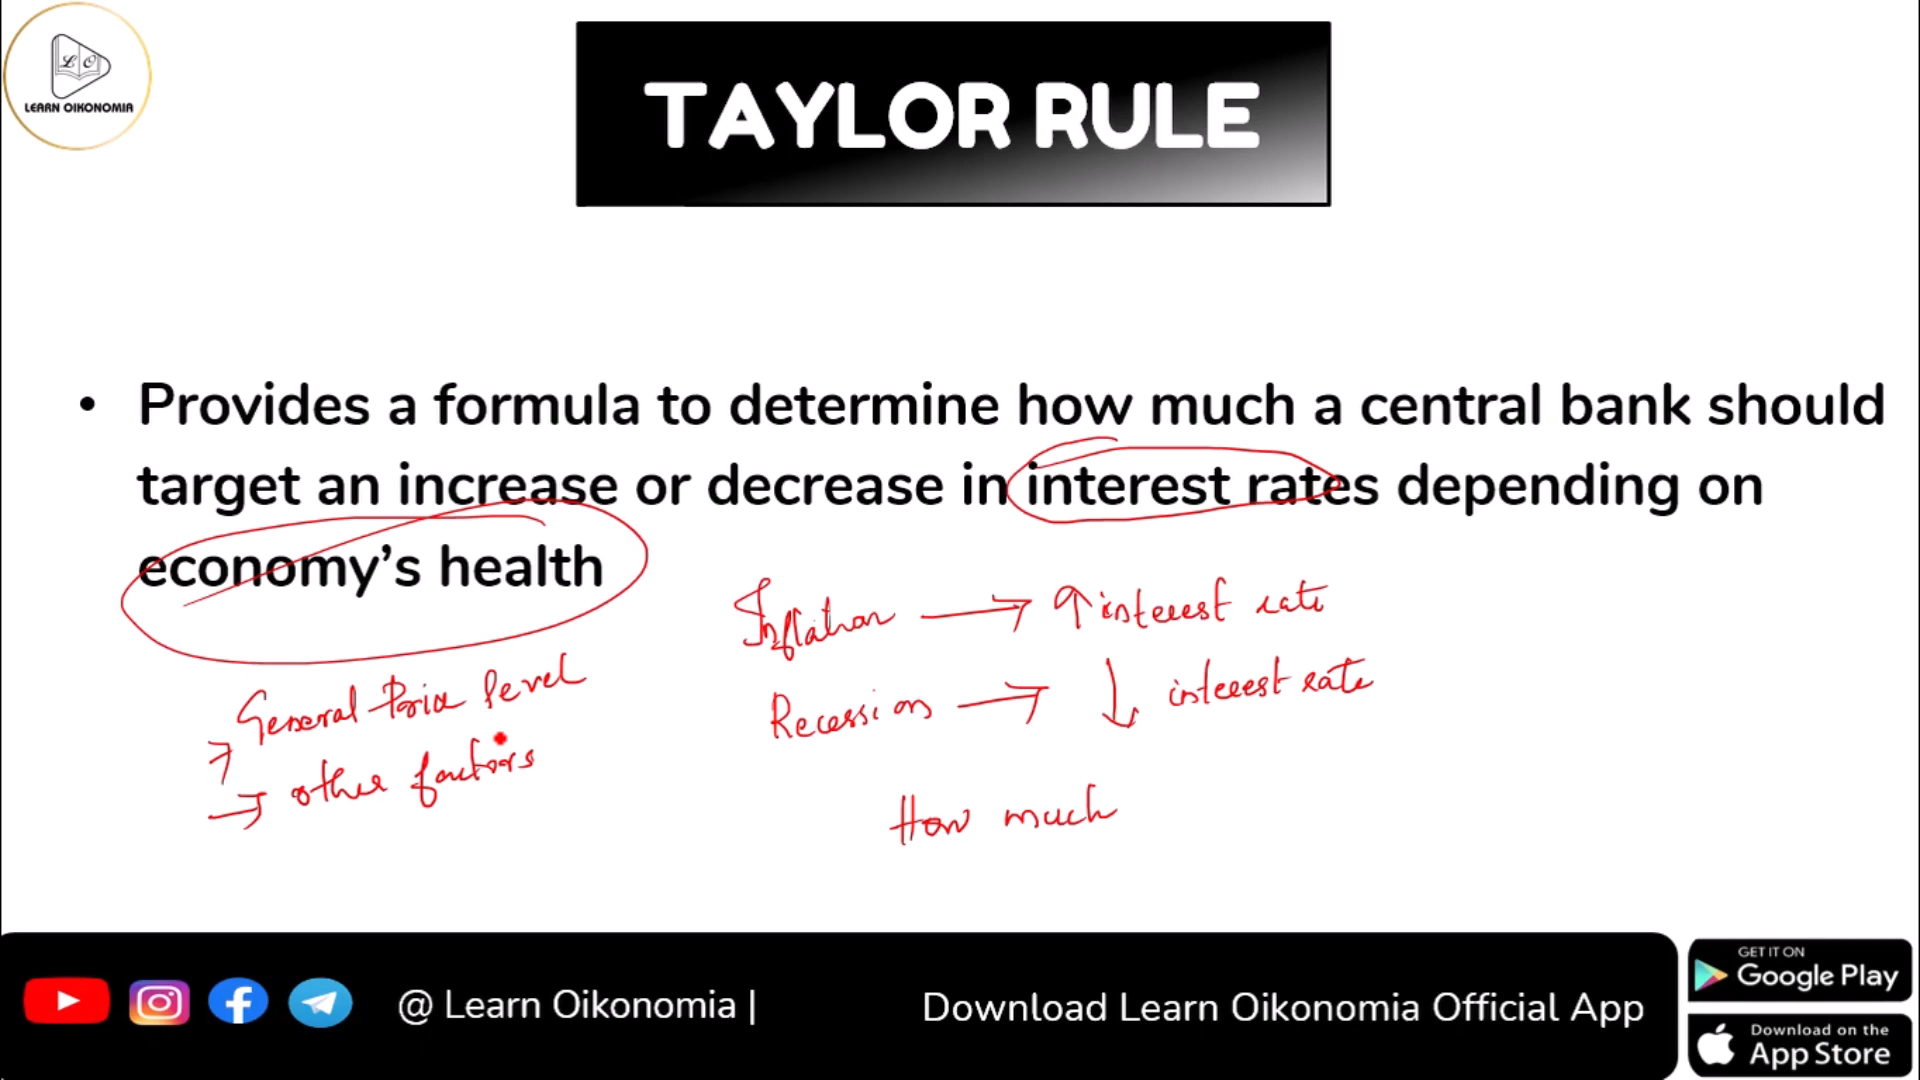 L O
LEARN OIKONOMIA
TAYLOR RULE
• Provides a formula to determine how much a central bank should
target an increase or decrease in interest rates depending on
economy's health
Inflation → ↑ interest rate
Recession → ↓ interest rate
General Price level
→ other factors
How much
@ Learn Oikonomia |
Download Learn Oikonomia Official App
GET IT ON
Google Play
Download on the
App Store